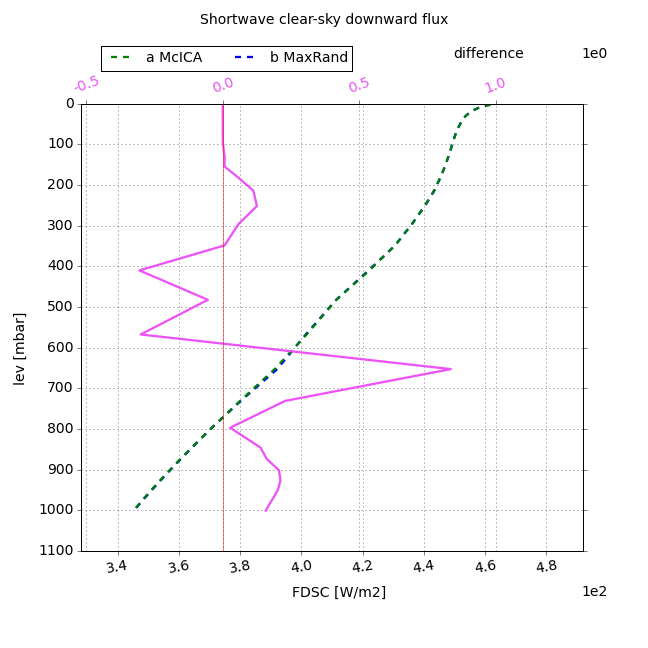 Shortwave clear-sky downward flux
a McICA b MaxRand
difference 1e0
-0.5 0.0 0.5 1.0
0
100
200
300
400
500
600
700
800
900
1000
1100
lev [mbar]
3.4 3.6 3.8 4.0 4.2 4.4 4.6 4.8
FDSC [W/m2] 1e2